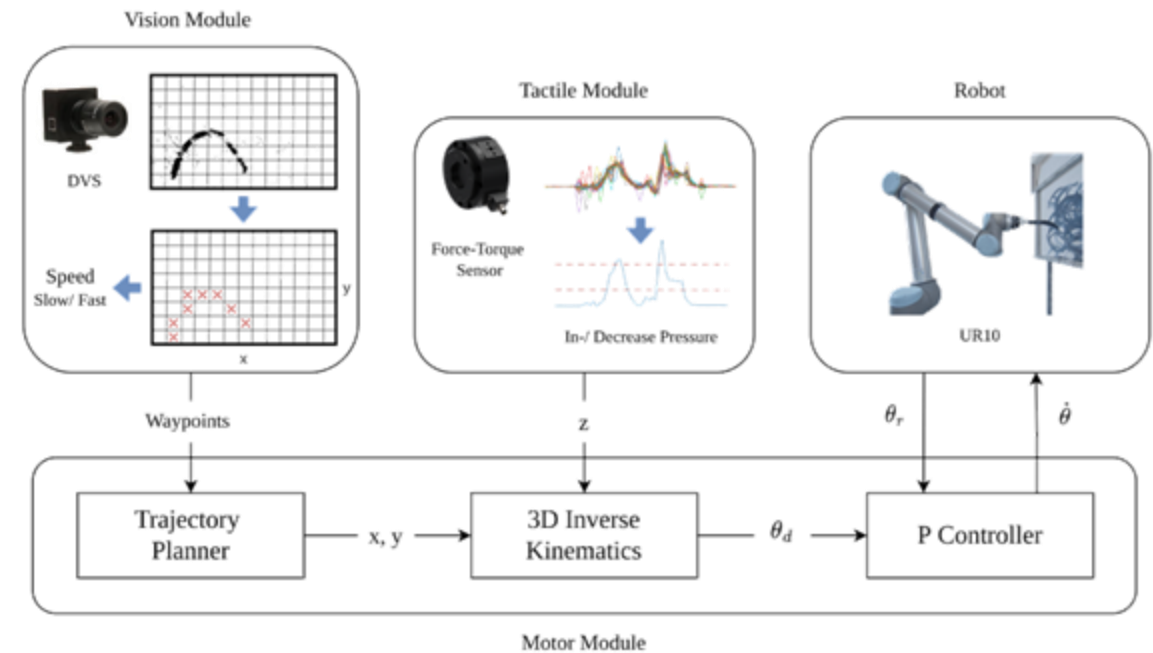 Vision Module
DVS
Speed
Slow/ Fast
y
x
Tactile Module
Force-Torque
Sensor
In-/ Decrease Pressure
Robot
UR10
Waypoints
z
θr
θ̇
Trajectory
Planner
x, y
3D Inverse
Kinematics
θd
P Controller
Motor Module